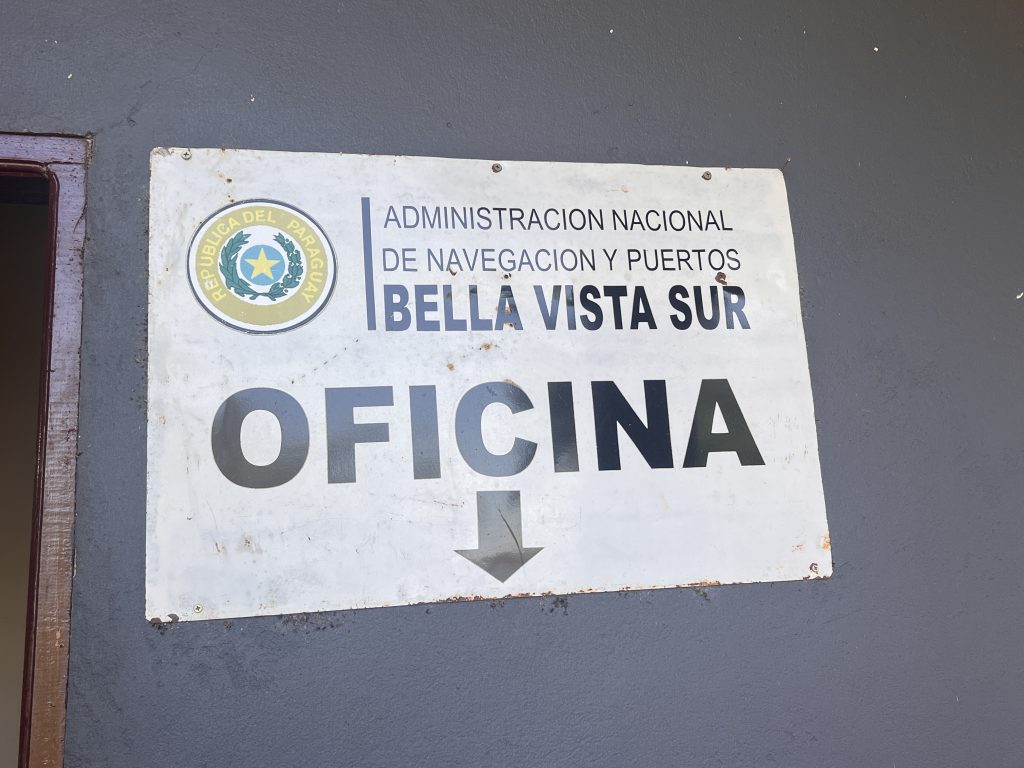 REPUBLICA DEL PARAGUAY
ADMINISTRACION NACIONAL
DE NAVEGACION Y PUERTOS
BELLA VISTA SUR
OFICINA